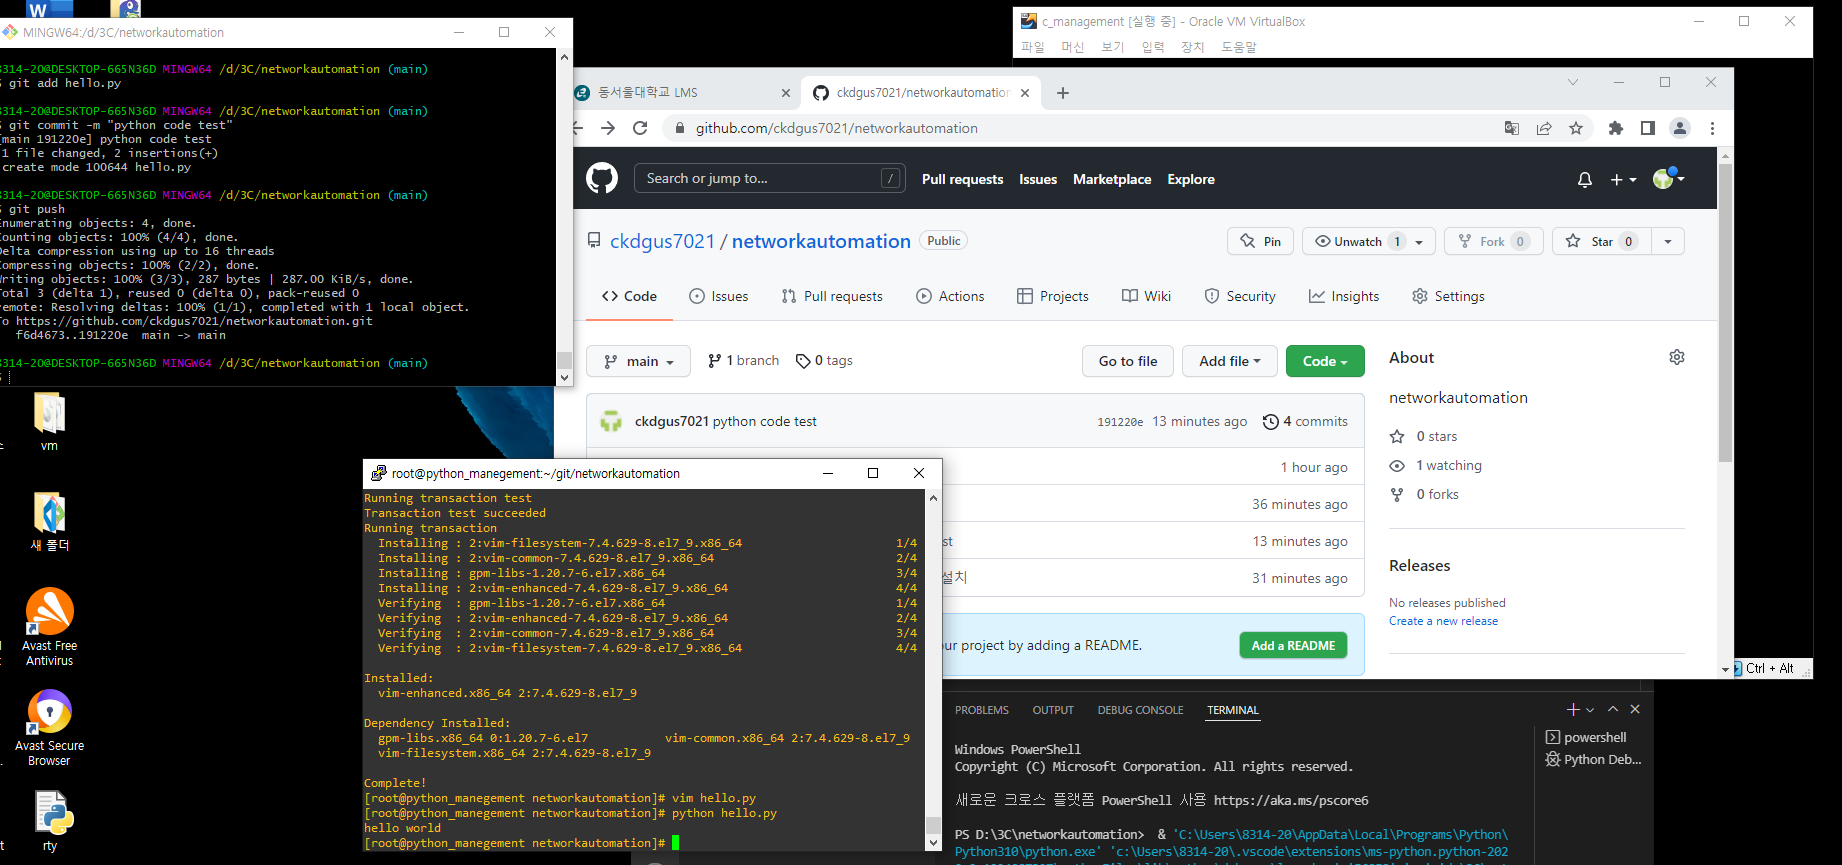 MINGW64:/d/3C/networkautomation
8314-20@DESKTOP-665N36D MINGW64 /d/3C/networkautomation (main)
$ git add hello.py
8314-20@DESKTOP-665N36D MINGW64 /d/3C/networkautomation (main)
$ git commit -m "python code test"
[main 191220e] python code test
1 file changed, 2 insertions(+)
create mode 100644 hello.py
8314-20@DESKTOP-665N36D MINGW64 /d/3C/networkautomation (main)
$ git push
Enumerating objects: 4, done.
Counting objects: 100% (4/4), done.
Delta compression using up to 16 threads
Compressing objects: 100% (2/2), done.
Writing objects: 100% (3/3), 287 bytes | 287.00 KiB/s, done.
Total 3 (delta 1), reused 0 (delta 0), pack-reused 0
remote: Resolving deltas: 100% (1/1), completed with 1 local object.
To https://github.com/ckdgus7021/networkautomation.git
f6d4673..191220e  main -> main
8314-20@DESKTOP-665N36D MINGW64 /d/3C/networkautomation (main)
$
c_management [실행 중] - Oracle VM VirtualBox
파일 머신 보기 입력 장치 도움말
동서울대학교 LMS
ckdgus7021/networkautomation
github.com/ckdgus7021/networkautomation
Search or jump to... /
Pull requests Issues Marketplace Explore
ckdgus7021 / networkautomation Public
Pin Unwatch 1 Fork 0 Star 0
Code Issues Pull requests Actions Projects Wiki Security Insights Settings
main 1 branch 0 tags Go to file Add file Code
ckdgus7021 python code test 191220e 13 minutes ago 4 commits
1 hour ago
36 minutes ago
st 13 minutes ago
설치 31 minutes ago
our project by adding a README. Add a README
About
networkautomation
0 stars
1 watching
0 forks
Releases
No releases published
Create a new release
Ctrl + Alt
vm
새 폴더
Avast Free
Antivirus
Avast Secure
Browser
rty
root@python_manegement:~/git/networkautomation
Running transaction test
Transaction test succeeded
Running transaction
Installing : 2:vim-filesystem-7.4.629-8.el7_9.x86_64 1/4
Installing : 2:vim-common-7.4.629-8.el7_9.x86_64 2/4
Installing : gpm-libs-1.20.7-6.el7.x86_64 3/4
Installing : 2:vim-enhanced-7.4.629-8.el7_9.x86_64 4/4
Verifying : gpm-libs-1.20.7-6.el7.x86_64 1/4
Verifying : 2:vim-enhanced-7.4.629-8.el7_9.x86_64 2/4
Verifying : 2:vim-common-7.4.629-8.el7_9.x86_64 3/4
Verifying : 2:vim-filesystem-7.4.629-8.el7_9.x86_64 4/4
Installed:
vim-enhanced.x86_64 2:7.4.629-8.el7_9
Dependency Installed:
gpm-libs.x86_64 0:1.20.7-6.el7 vim-common.x86_64 2:7.4.629-8.el7_9
vim-filesystem.x86_64 2:7.4.629-8.el7_9
Complete!
[root@python_manegement networkautomation]# vim hello.py
[root@python_manegement networkautomation]# python hello.py
hello world
[root@python_manegement networkautomation]#
PROBLEMS OUTPUT DEBUG CONSOLE TERMINAL
powershell
Python Deb...
Windows PowerShell
Copyright (C) Microsoft Corporation. All rights reserved.
새로운 크로스 플랫폼 PowerShell 사용 https://aka.ms/pscore6
PS D:\3C\networkautomation>  & 'C:\Users\8314-20\AppData\Local\Programs\Python\
Python310\python.exe' 'c:\Users\8314-20\.vscode\extensions\ms-python.python-202